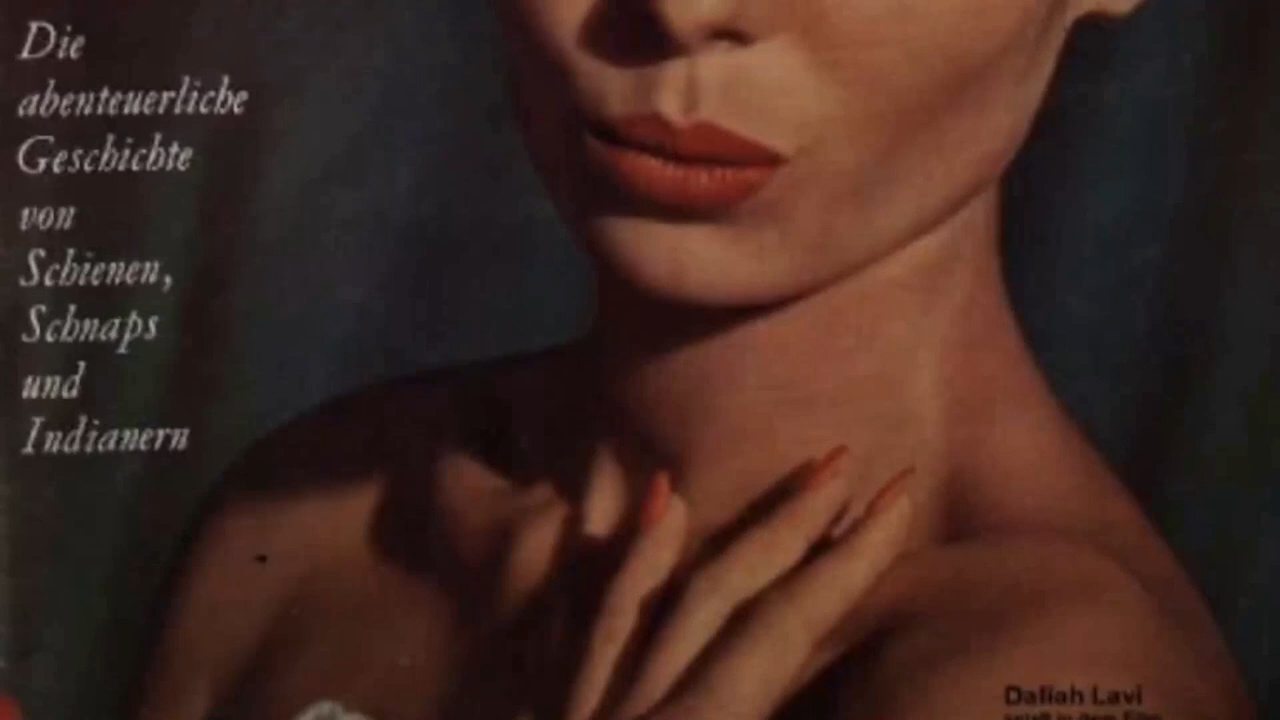 Die
abenteuerliche
Geschichte
von
Schienen,
Schnaps
und
Indianern
Daliah Lavi